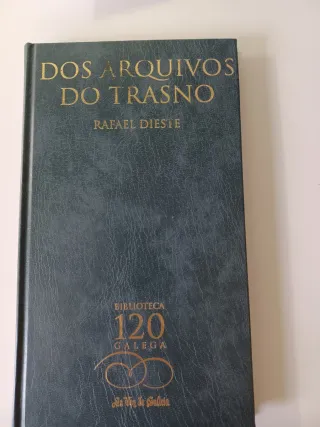 DOS ARQUIVOS
DO TRASNO
RAFAEL DIESTE
BIBLIOTECA
120
GALEGA
La Voz de Galicia